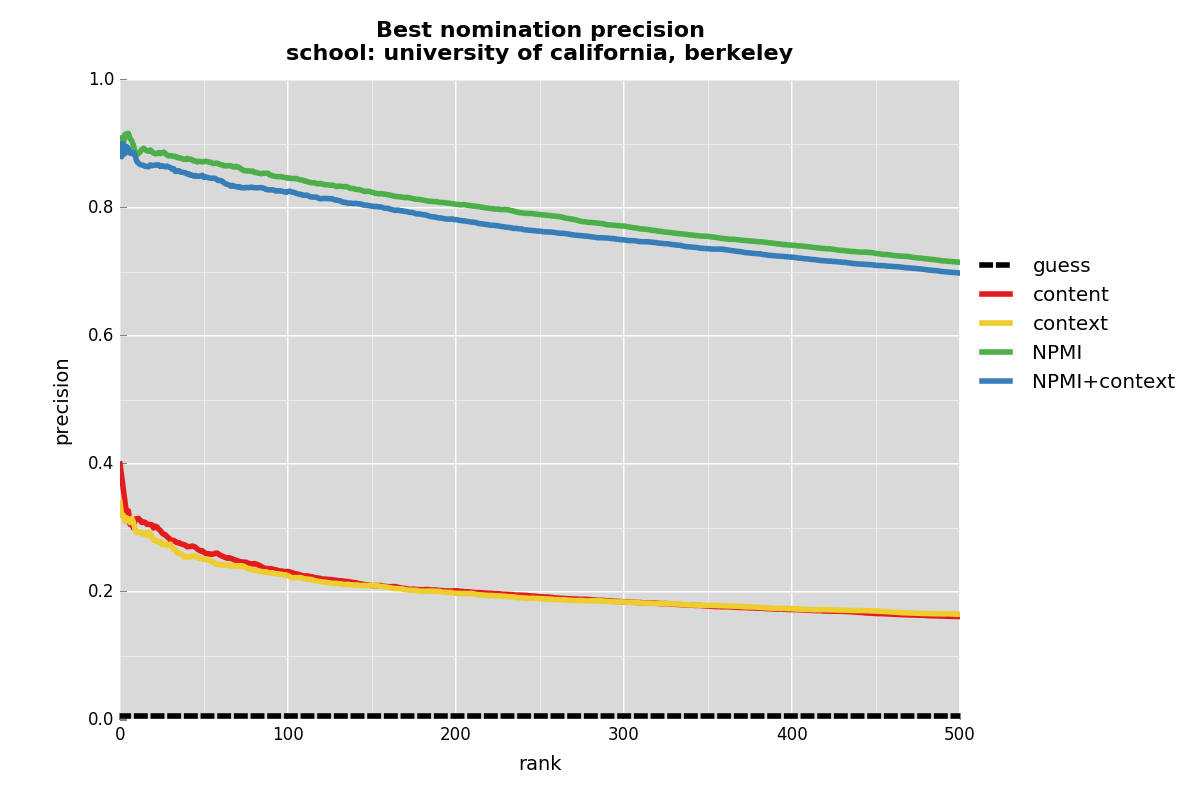 Best nomination precision
school: university of california, berkeley
1.0
0.8
0.6
0.4
0.2
0.0
precision
0 100 200 300 400 500
rank
guess
content
context
NPMI
NPMI+context